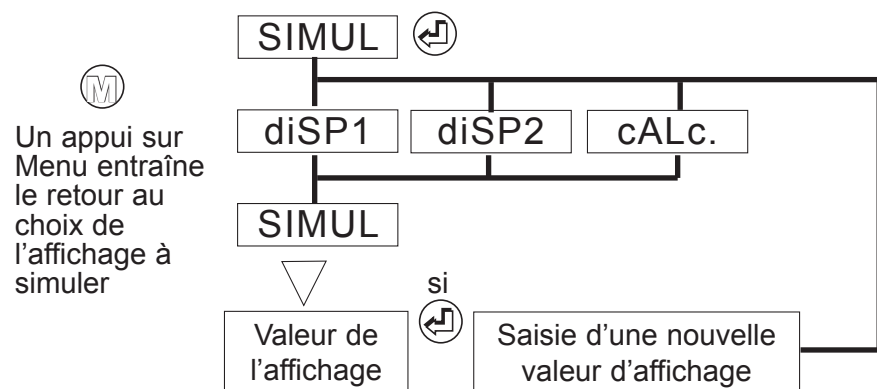 SIMUL
M
Un appui sur
Menu entraîne
le retour au
choix de
l'affichage à
simuler
diSP1
diSP2
cALc.
SIMUL
si
Valeur de
l'affichage
Saisie d'une nouvelle
valeur d'affichage